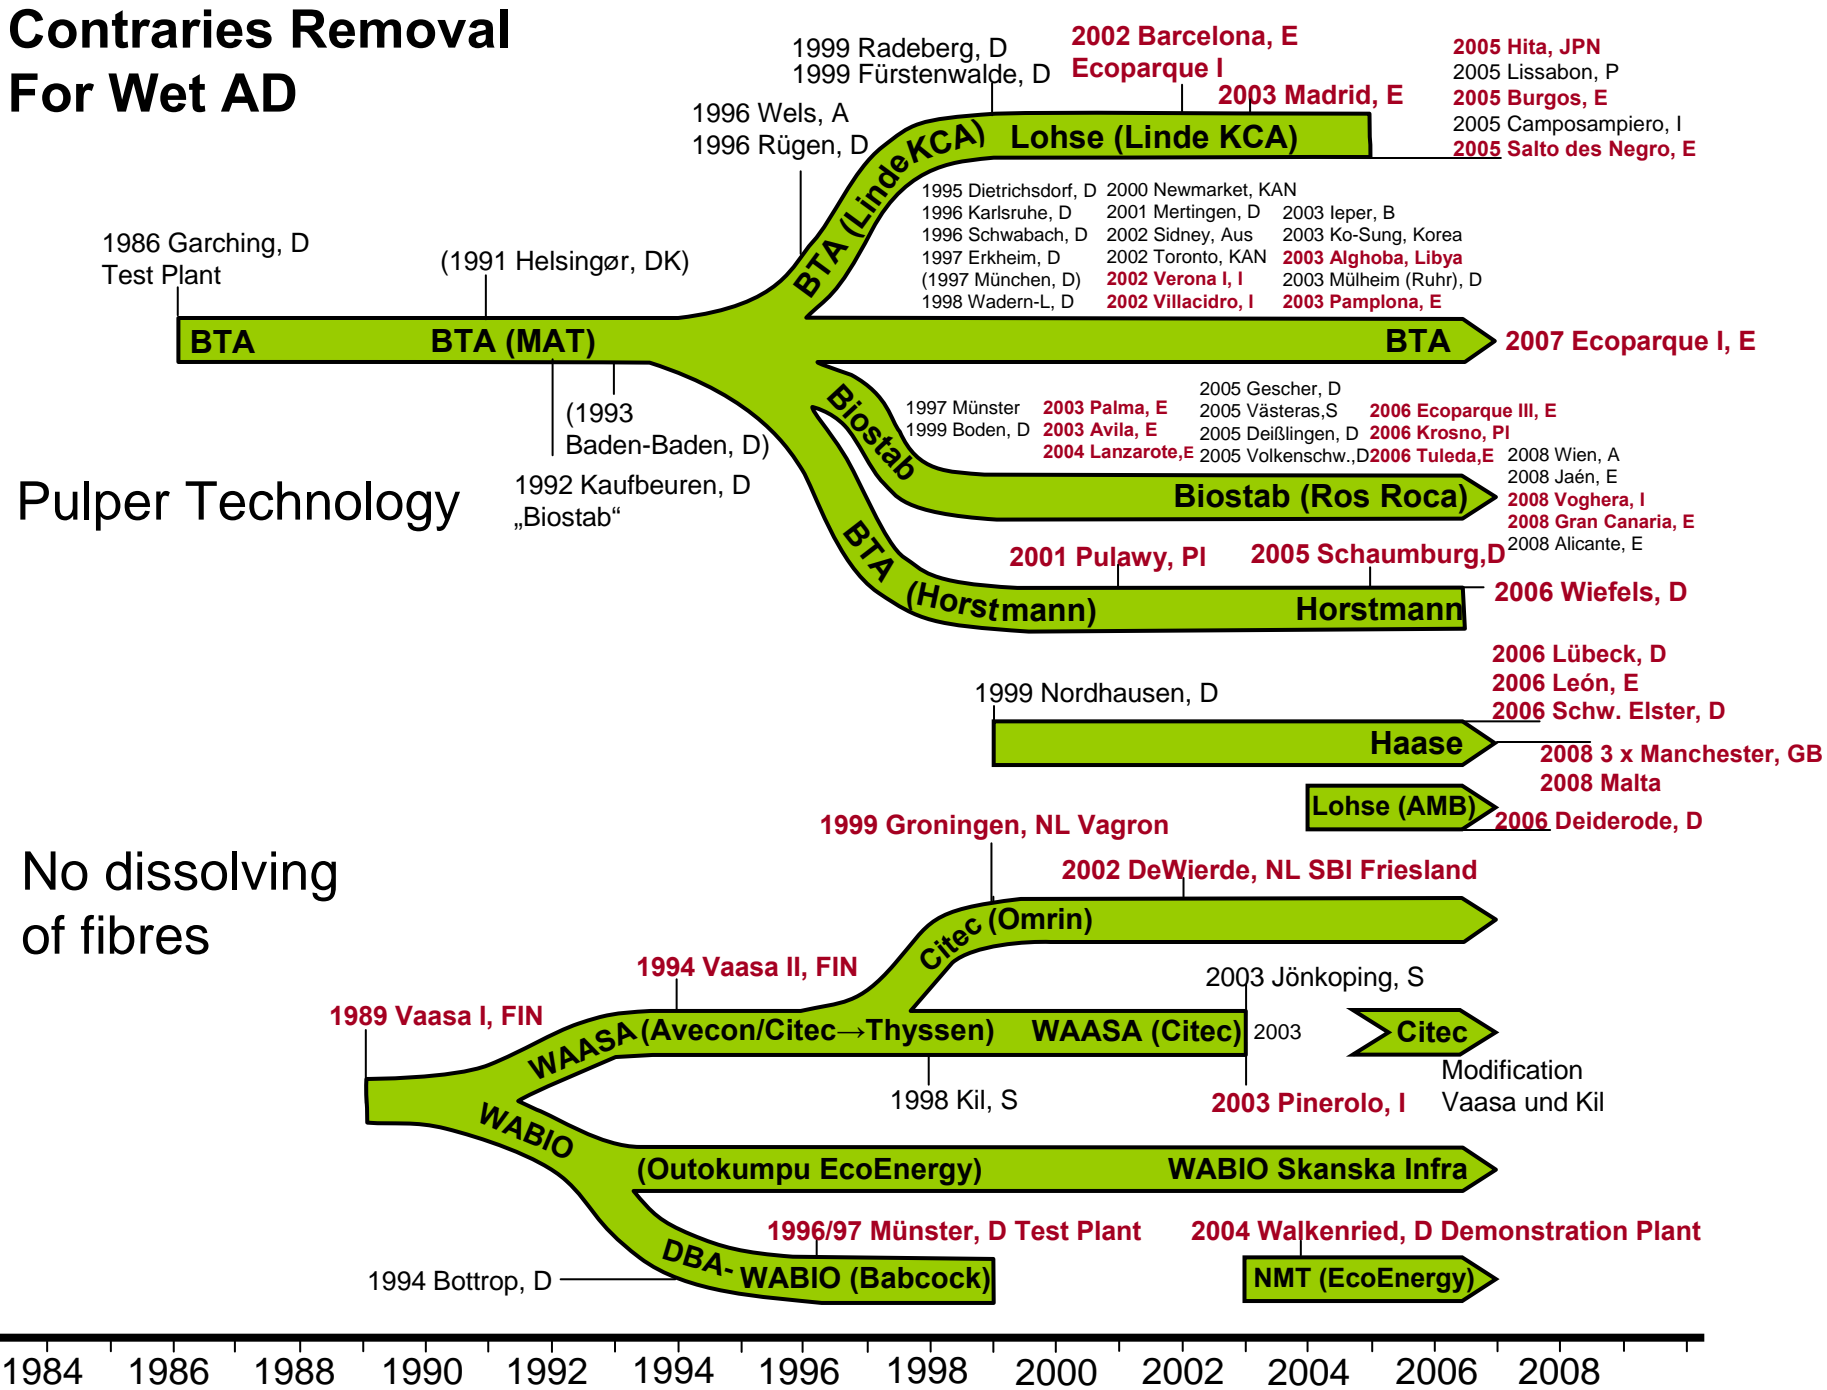 Contraries Removal
For Wet AD
1999 Radeberg, D
1999 Fürstenwalde, D
2002 Barcelona, E
Ecoparque I
2003 Madrid, E
2005 Hita, JPN
2005 Lissabon, P
2005 Burgos, E
2005 Camposampiero, I
2005 Salto des Negro, E
1996 Wels, A
1996 Rügen, D
BTA (Linde KCA)
Lohse (Linde KCA)
1995 Dietrichsdorf, D
1996 Karlsruhe, D
1996 Schwabach, D
1997 Erkheim, D
(1997 München, D)
1998 Wadern-L, D
2000 Newmarket, KAN
2001 Mertingen, D
2002 Sidney, Aus
2002 Toronto, KAN
2002 Verona I, I
2002 Villacidro, I
2003 Ieper, B
2003 Ko-Sung, Korea
2003 Alghoba, Libya
2003 Mülheim (Ruhr), D
2003 Pamplona, E
1986 Garching, D
Test Plant
(1991 Helsingør, DK)
BTA
BTA (MAT)
BTA
2007 Ecoparque I, E
(1993
Baden-Baden, D)
1992 Kaufbeuren, D
„Biostab“
Pulper Technology
Biostab
1997 Münster
1999 Boden, D
2003 Palma, E
2003 Avila, E
2004 Lanzarote,E
2005 Gescher, D
2005 Västeras,S
2005 Deißlingen, D
2005 Volkenschw.,D
2006 Ecoparque III, E
2006 Krosno, Pl
2006 Tuleda,E
2008 Wien, A
2008 Jaén, E
2008 Voghera, I
2008 Gran Canaria, E
2008 Alicante, E
Biostab (Ros Roca)
2001 Pulawy, Pl
2005 Schaumburg,D
BTA (Horstmann)
Horstmann
2006 Wiefels, D
2006 Lübeck, D
2006 León, E
2006 Schw. Elster, D
1999 Nordhausen, D
Haase
2008 3 x Manchester, GB
2008 Malta
Lohse (AMB)
2006 Deiderode, D
No dissolving
of fibres
1999 Groningen, NL Vagron
2002 DeWierde, NL SBI Friesland
Citec (Omrin)
1994 Vaasa II, FIN
2003 Jönkoping, S
1989 Vaasa I, FIN
WAASA (Avecon/Citec→Thyssen)
WAASA (Citec)
2003
Citec
Modification
Vaasa und Kil
1998 Kil, S
2003 Pinerolo, I
WABIO
(Outokumpu EcoEnergy)
WABIO Skanska Infra
1996/97 Münster, D Test Plant
2004 Walkenried, D Demonstration Plant
1994 Bottrop, D
DBA-WABIO (Babcock)
NMT (EcoEnergy)
1984 1986 1988 1990 1992 1994 1996 1998 2000 2002 2004 2006 2008